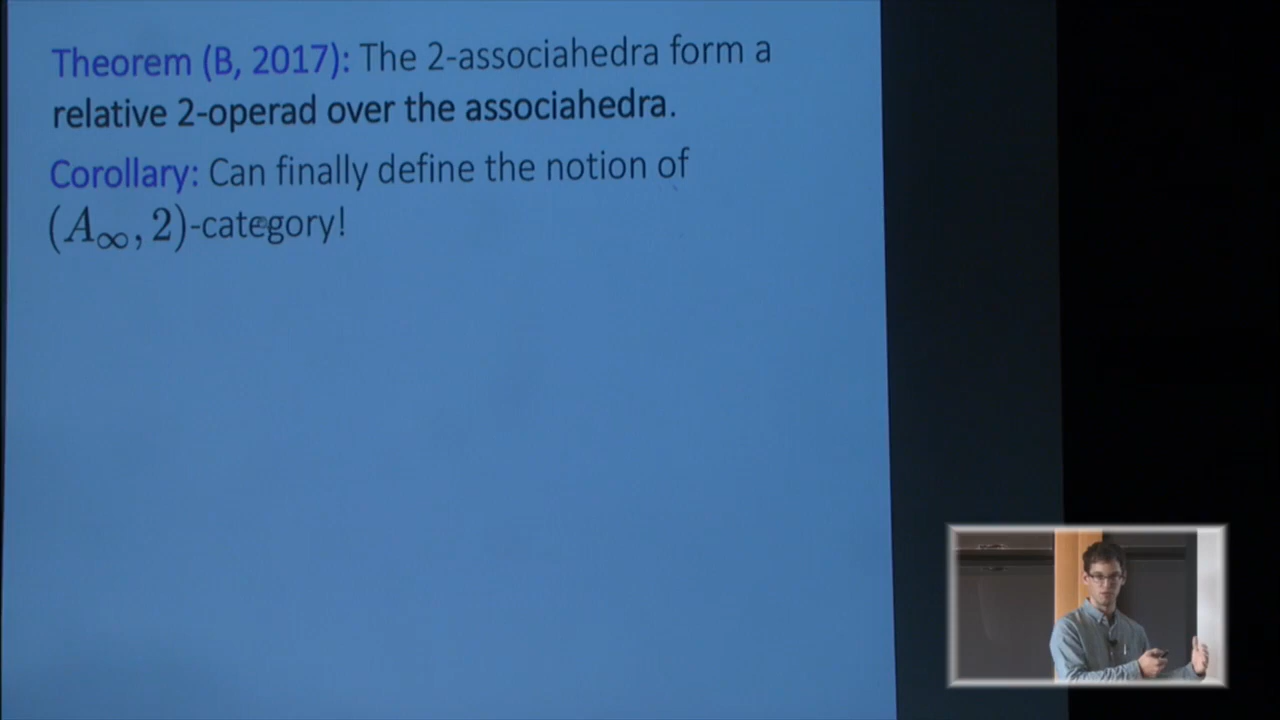 Theorem (B, 2017): The 2-associahedra form a
relative 2-operad over the associahedra.
Corollary: Can finally define the notion of
(A∞, 2)-category!